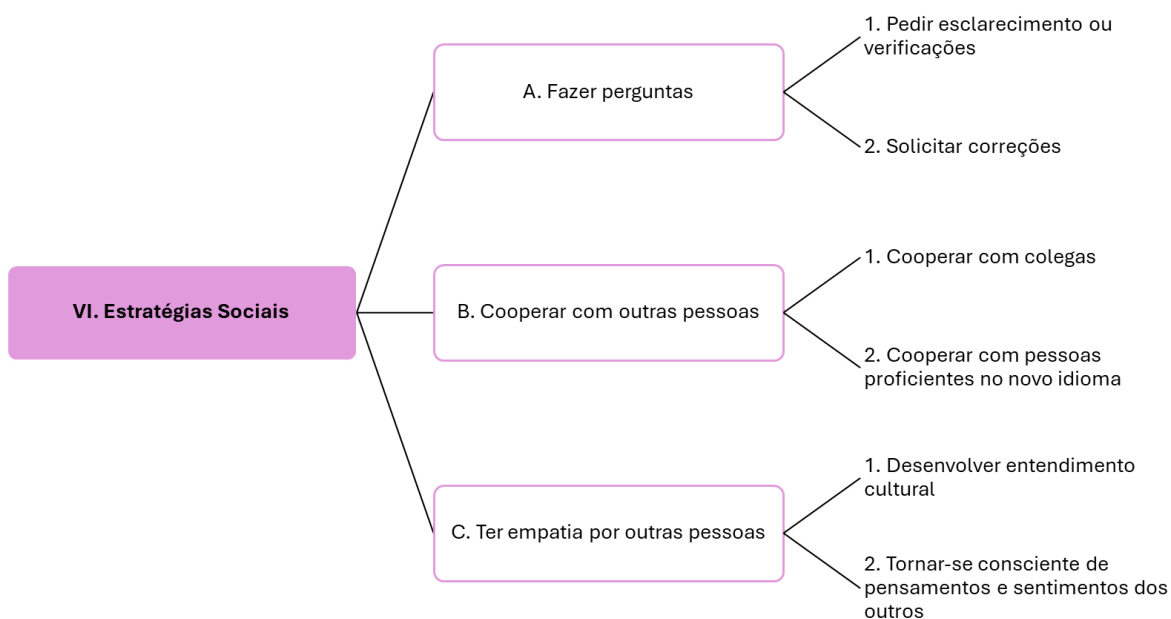 VI. Estratégias Sociais
A. Fazer perguntas
1. Pedir esclarecimento ou
verificações
2. Solicitar correções
B. Cooperar com outras pessoas
1. Cooperar com colegas
2. Cooperar com pessoas
proficientes no novo idioma
C. Ter empatia por outras pessoas
1. Desenvolver entendimento
cultural
2. Tornar-se consciente de
pensamentos e sentimentos dos
outros